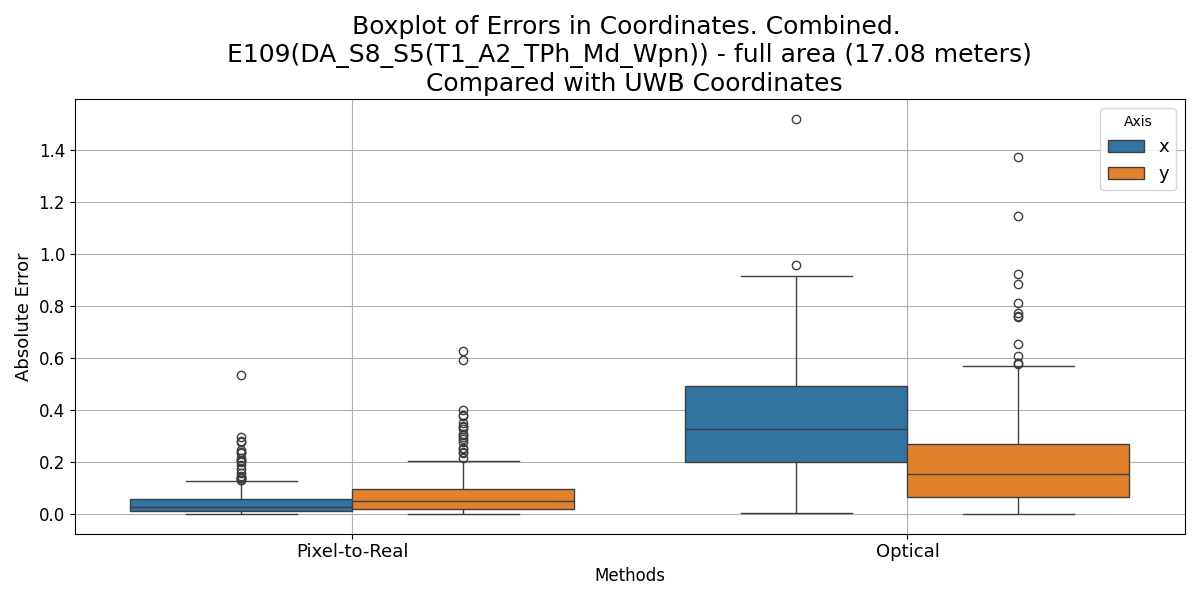 Boxplot of Errors in Coordinates. Combined.
E109(DA_S8_S5(T1_A2_TPh_Md_Wpn)) - full area (17.08 meters)
Compared with UWB Coordinates
Axis
x
y
1.4
1.2
1.0
0.8
0.6
0.4
0.2
0.0
Absolute Error
Pixel-to-Real
Optical
Methods